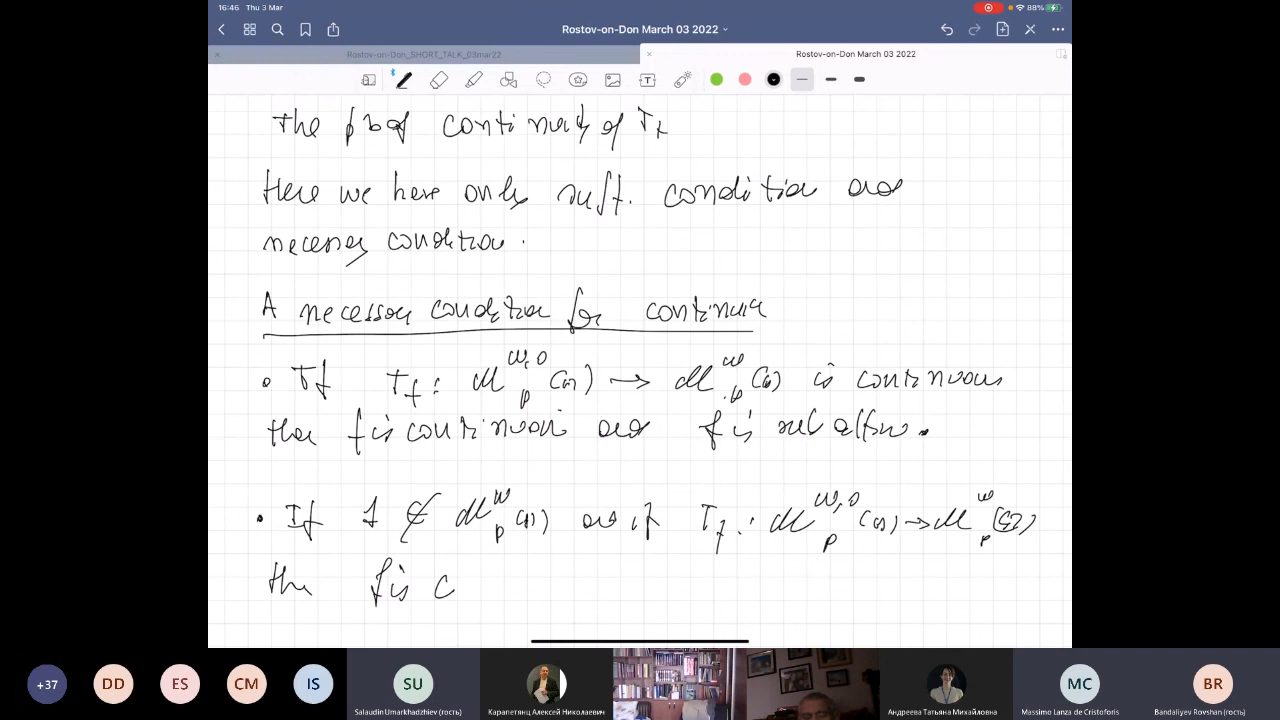 16:46 Thu 3 Mar
88%
Rostov-on-Don March 03 2022
Rostov-on-Don_SHORT_TALK_03mar22
Rostov-on-Don March 03 2022
The proof continuity of T_f
Here we have only suff. condition and
necessary condition.
A necessary condition for continuity
• If T_f : M_p^{w,0}(Ω) → M_p^w(Ω) is continuous
then f is continuous and f is sub affine.
• If 1 ∉ M_p^w(Ω) and if T_f : M_p^{w,0}(Ω) → M_p^w(Ω)
then f is c
+37
DD
ES
CM
IS
SU
MC
BR
Salaudin Umarkhadzhiev (гость)
Карапетянц Алексей Николаевич
Андреева Татьяна Михайловна
Massimo Lanza de Cristoforis
Bandaliyev Rovshan (гость)